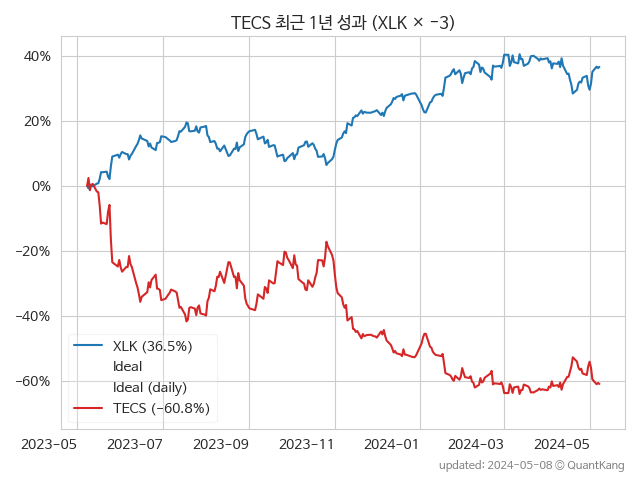 TECS 최근 1년 성과 (XLK × -3)
40%
20%
0%
−20%
−40%
−60%
XLK (36.5%)
Ideal
Ideal (daily)
TECS (−60.8%)
2023-05 2023-07 2023-09 2023-11 2024-01 2024-03 2024-05
updated: 2024-05-08 © QuantKang